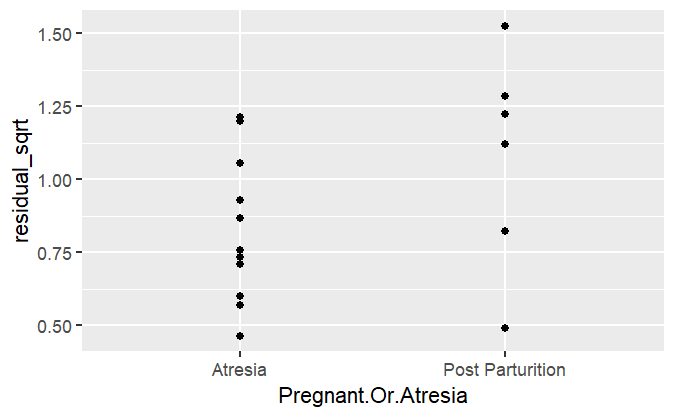 1.50
1.25
1.00
0.75
0.50
residual_sqrt
Atresia
Post Parturition
Pregnant.Or.Atresia